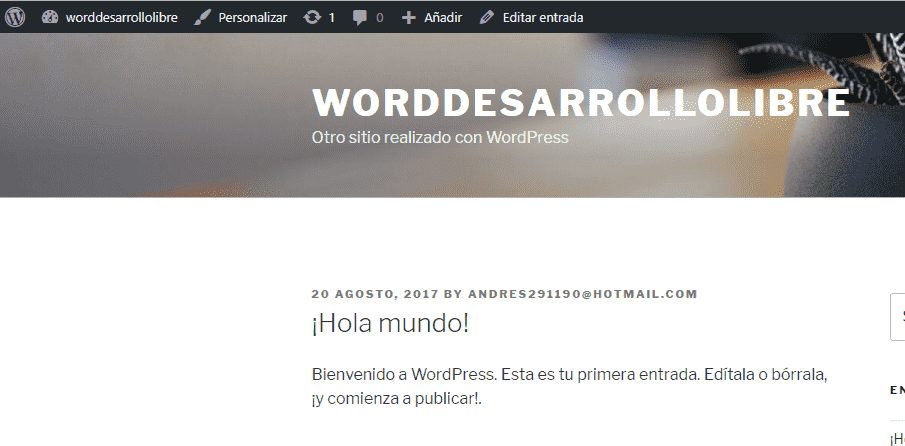 worddesarrollolibre Personalizar 1 0 Añadir Editar entrada
WORDDESARROLLOLIBRE
Otro sitio realizado con WordPress
20 AGOSTO, 2017 BY ANDRES291190@HOTMAIL.COM
¡Hola mundo!
Bienvenido a WordPress. Esta es tu primera entrada. Edítala o bórrala,
¡y comienza a publicar!.